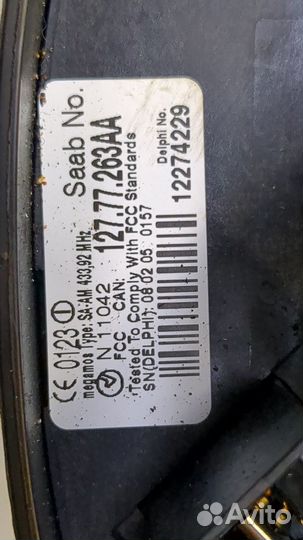 Saab No.
127.77.263AA
Delphi No.
12274229
CE 0123
megamos Type: SA-AM 433,92 MHz
N 11042
FCC CAN:
Tested To Comply With FCC Standards
SN(DELPHI): 08 02 05 0157
Avito